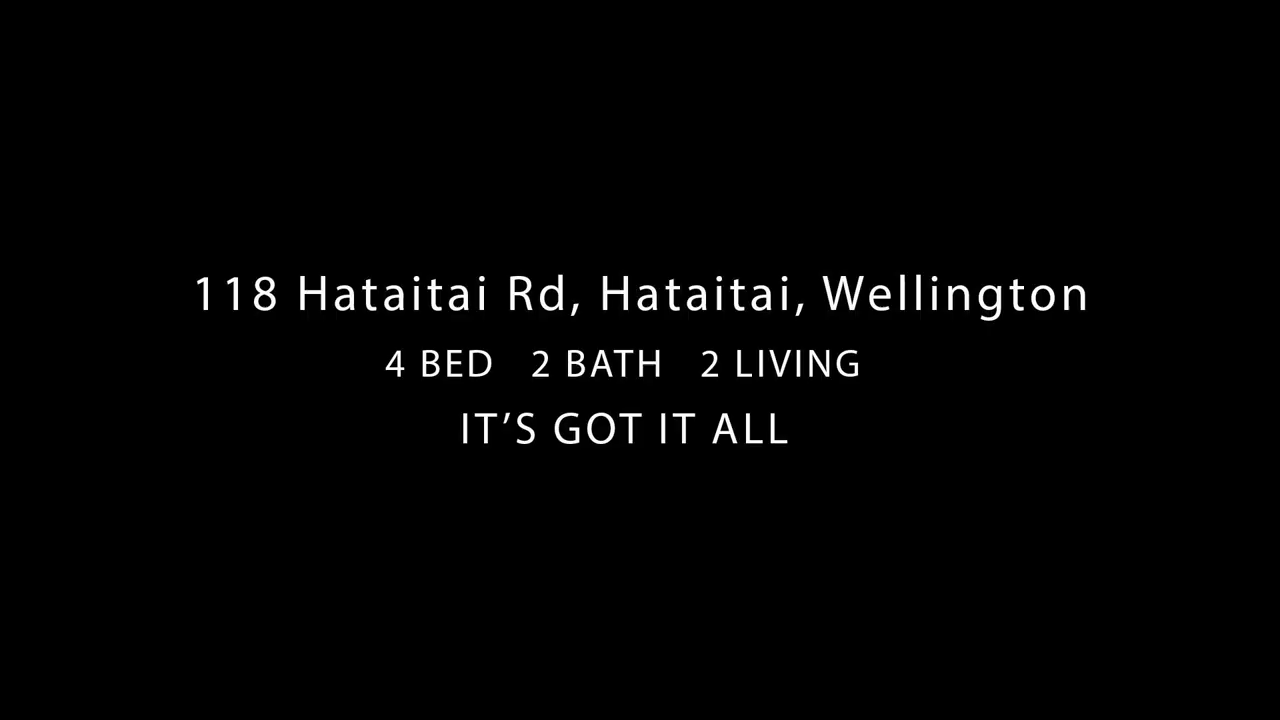 118 Hataitai Rd, Hataitai, Wellington
4 BED 2 BATH 2 LIVING
IT’S GOT IT ALL